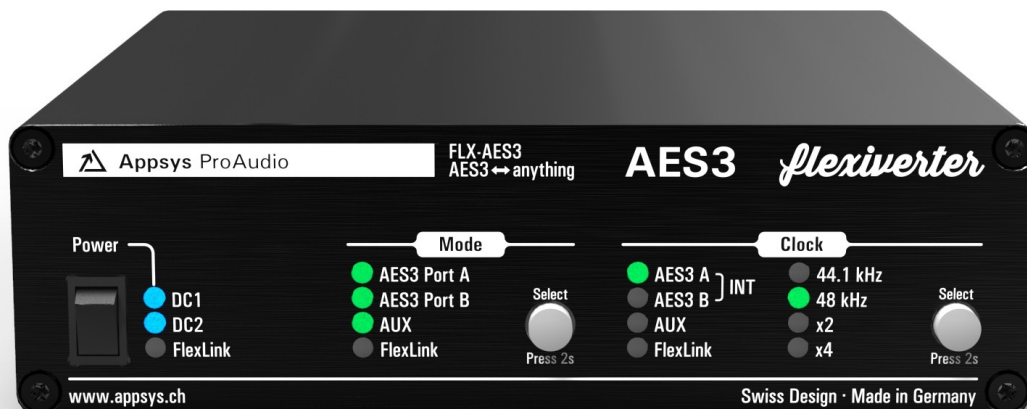 Appsys ProAudio
FLX-AES3
AES3↔anything
AES3
flexiverter
Power
DC1
DC2
FlexLink
Mode
AES3 Port A
AES3 Port B
AUX
FlexLink
Select
Press 2s
Clock
AES3 A
AES3 B
INT
AUX
FlexLink
44.1 kHz
48 kHz
x2
x4
Select
Press 2s
www.appsys.ch
Swiss Design · Made in Germany